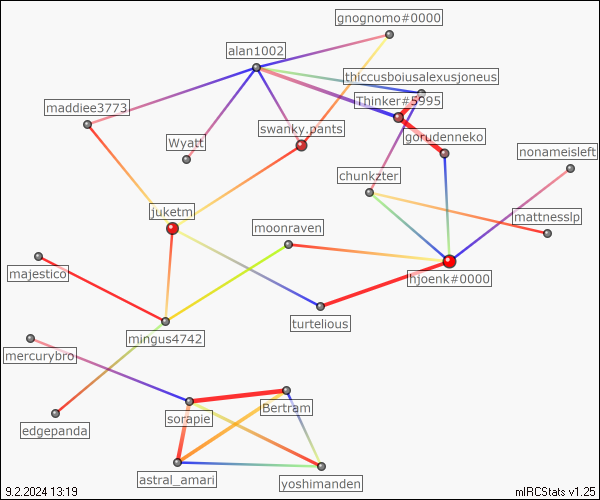 gnognomo#0000
alan1002
thiccusboiusalexusjoneus
Thinker#5995
maddiee3773
swanky.pants
gorudenneko
Wyatt
nonameisleft
chunkzter
juketm
mattnesslp
moonraven
majestico
hjoenk#0000
turtelious
mingus4742
mercurybro
Bertram
sorapie
edgepanda
astral_amari
yoshimanden
9.2.2024 13:19
mIRCStats v1.25